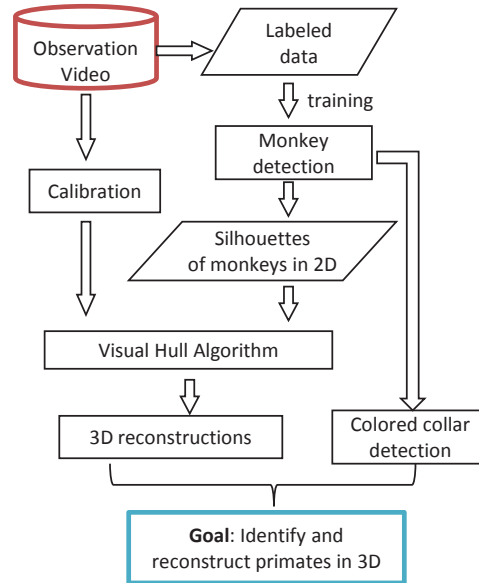 Observation
Video
Labeled
data
training
Monkey
detection
Calibration
Silhouettes
of monkeys in 2D
Visual Hull Algorithm
3D reconstructions
Colored collar
detection
Goal: Identify and
reconstruct primates in 3D